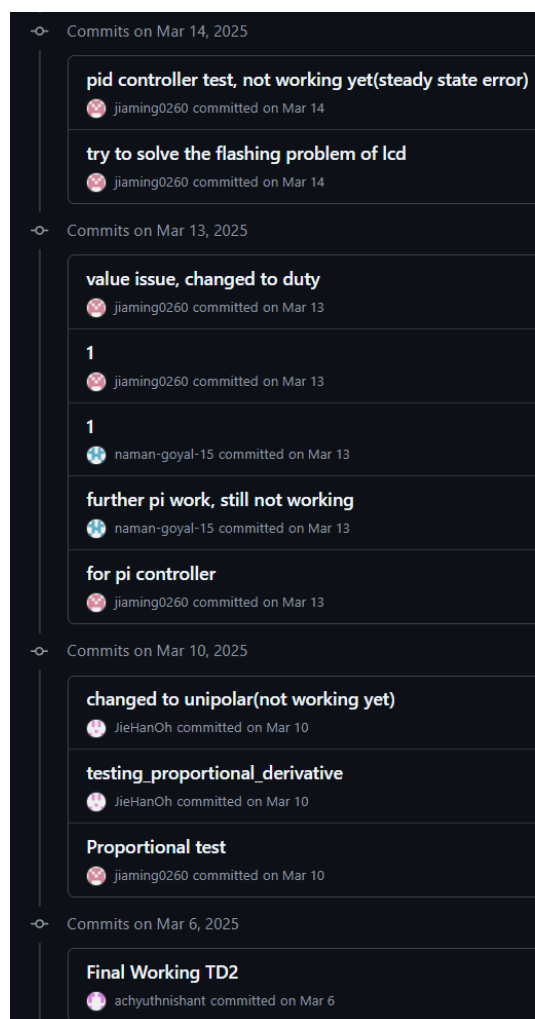 Commits on Mar 14, 2025
pid controller test, not working yet(steady state error)
jiaming0260 committed on Mar 14
try to solve the flashing problem of lcd
jiaming0260 committed on Mar 14
Commits on Mar 13, 2025
value issue, changed to duty
jiaming0260 committed on Mar 13
1
jiaming0260 committed on Mar 13
1
naman-goyal-15 committed on Mar 13
further pi work, still not working
naman-goyal-15 committed on Mar 13
for pi controller
jiaming0260 committed on Mar 13
Commits on Mar 10, 2025
changed to unipolar(not working yet)
JieHanOh committed on Mar 10
testing_proportional_derivative
JieHanOh committed on Mar 10
Proportional test
jiaming0260 committed on Mar 10
Commits on Mar 6, 2025
Final Working TD2
achyuthnishant committed on Mar 6